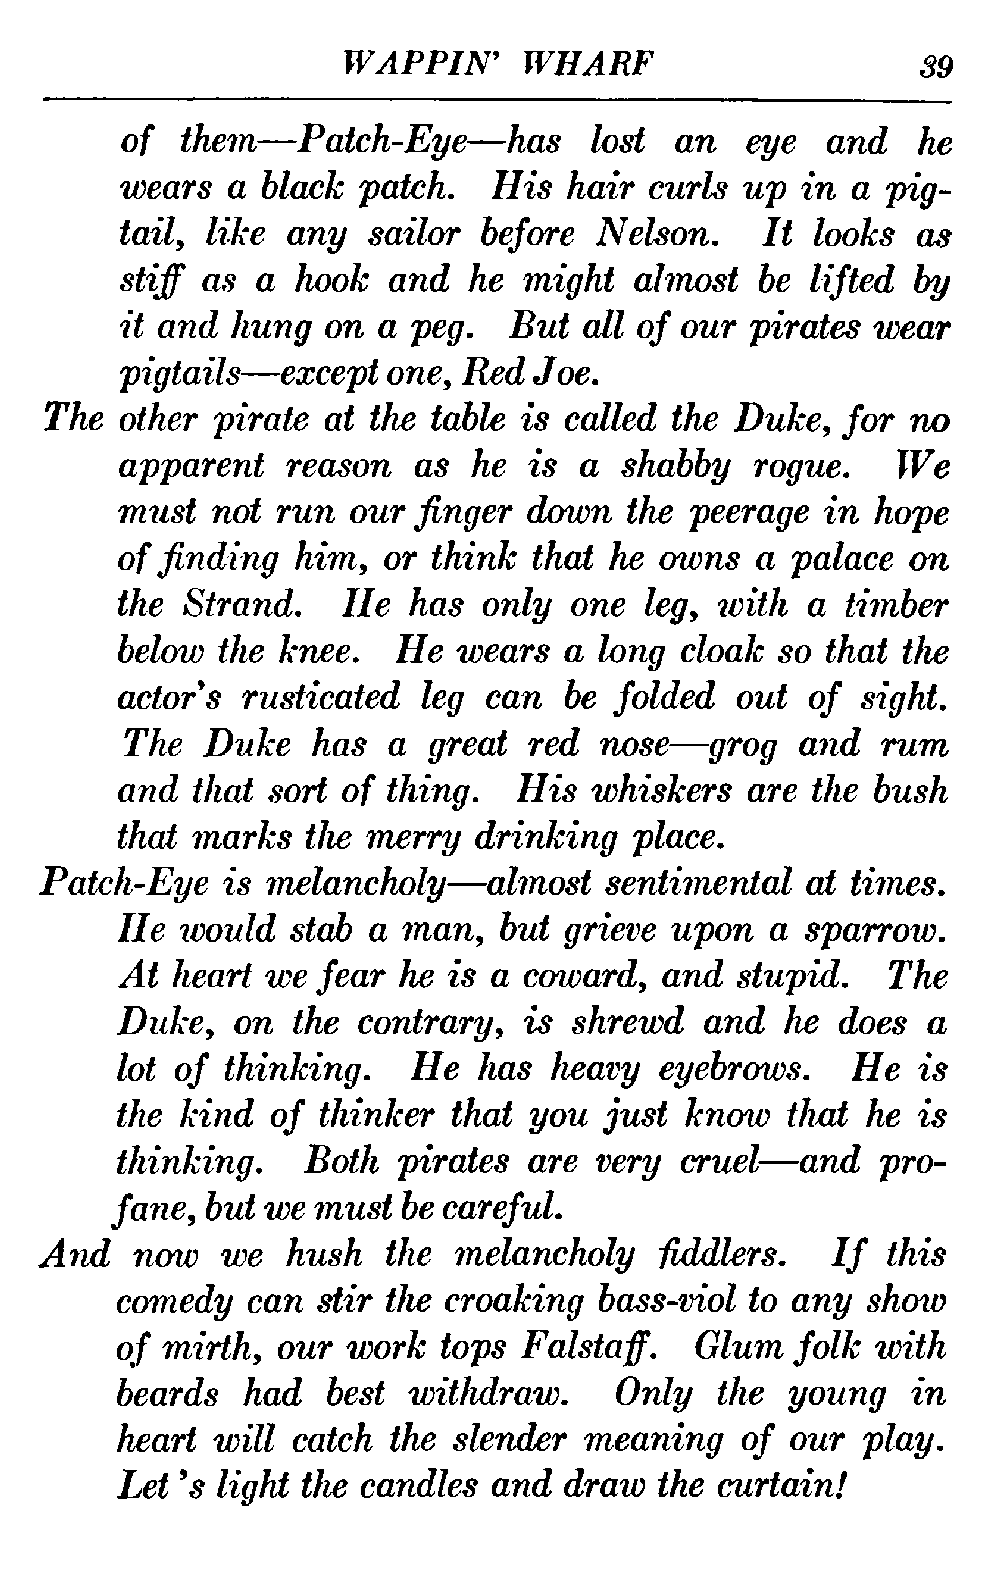 WAPPIN' WHARF 39
of them—Patch-Eye—has lost an eye and he
wears a black patch. His hair curls up in a pig-
tail, like any sailor before Nelson. It looks as
stiff as a hook and he might almost be lifted by
it and hung on a peg. But all of our pirates wear
pigtails—except one, Red Joe.
The other pirate at the table is called the Duke, for no
apparent reason as he is a shabby rogue. We
must not run our finger down the peerage in hope
of finding him, or think that he owns a palace on
the Strand. He has only one leg, with a timber
below the knee. He wears a long cloak so that the
actor's rusticated leg can be folded out of sight.
The Duke has a great red nose—grog and rum
and that sort of thing. His whiskers are the bush
that marks the merry drinking place.
Patch-Eye is melancholy—almost sentimental at times.
He would stab a man, but grieve upon a sparrow.
At heart we fear he is a coward, and stupid. The
Duke, on the contrary, is shrewd and he does a
lot of thinking. He has heavy eyebrows. He is
the kind of thinker that you just know that he is
thinking. Both pirates are very cruel—and pro-
fane, but we must be careful.
And now we hush the melancholy fiddlers. If this
comedy can stir the croaking bass-viol to any show
of mirth, our work tops Falstaff. Glum folk with
beards had best withdraw. Only the young in
heart will catch the slender meaning of our play.
Let 's light the candles and draw the curtain!